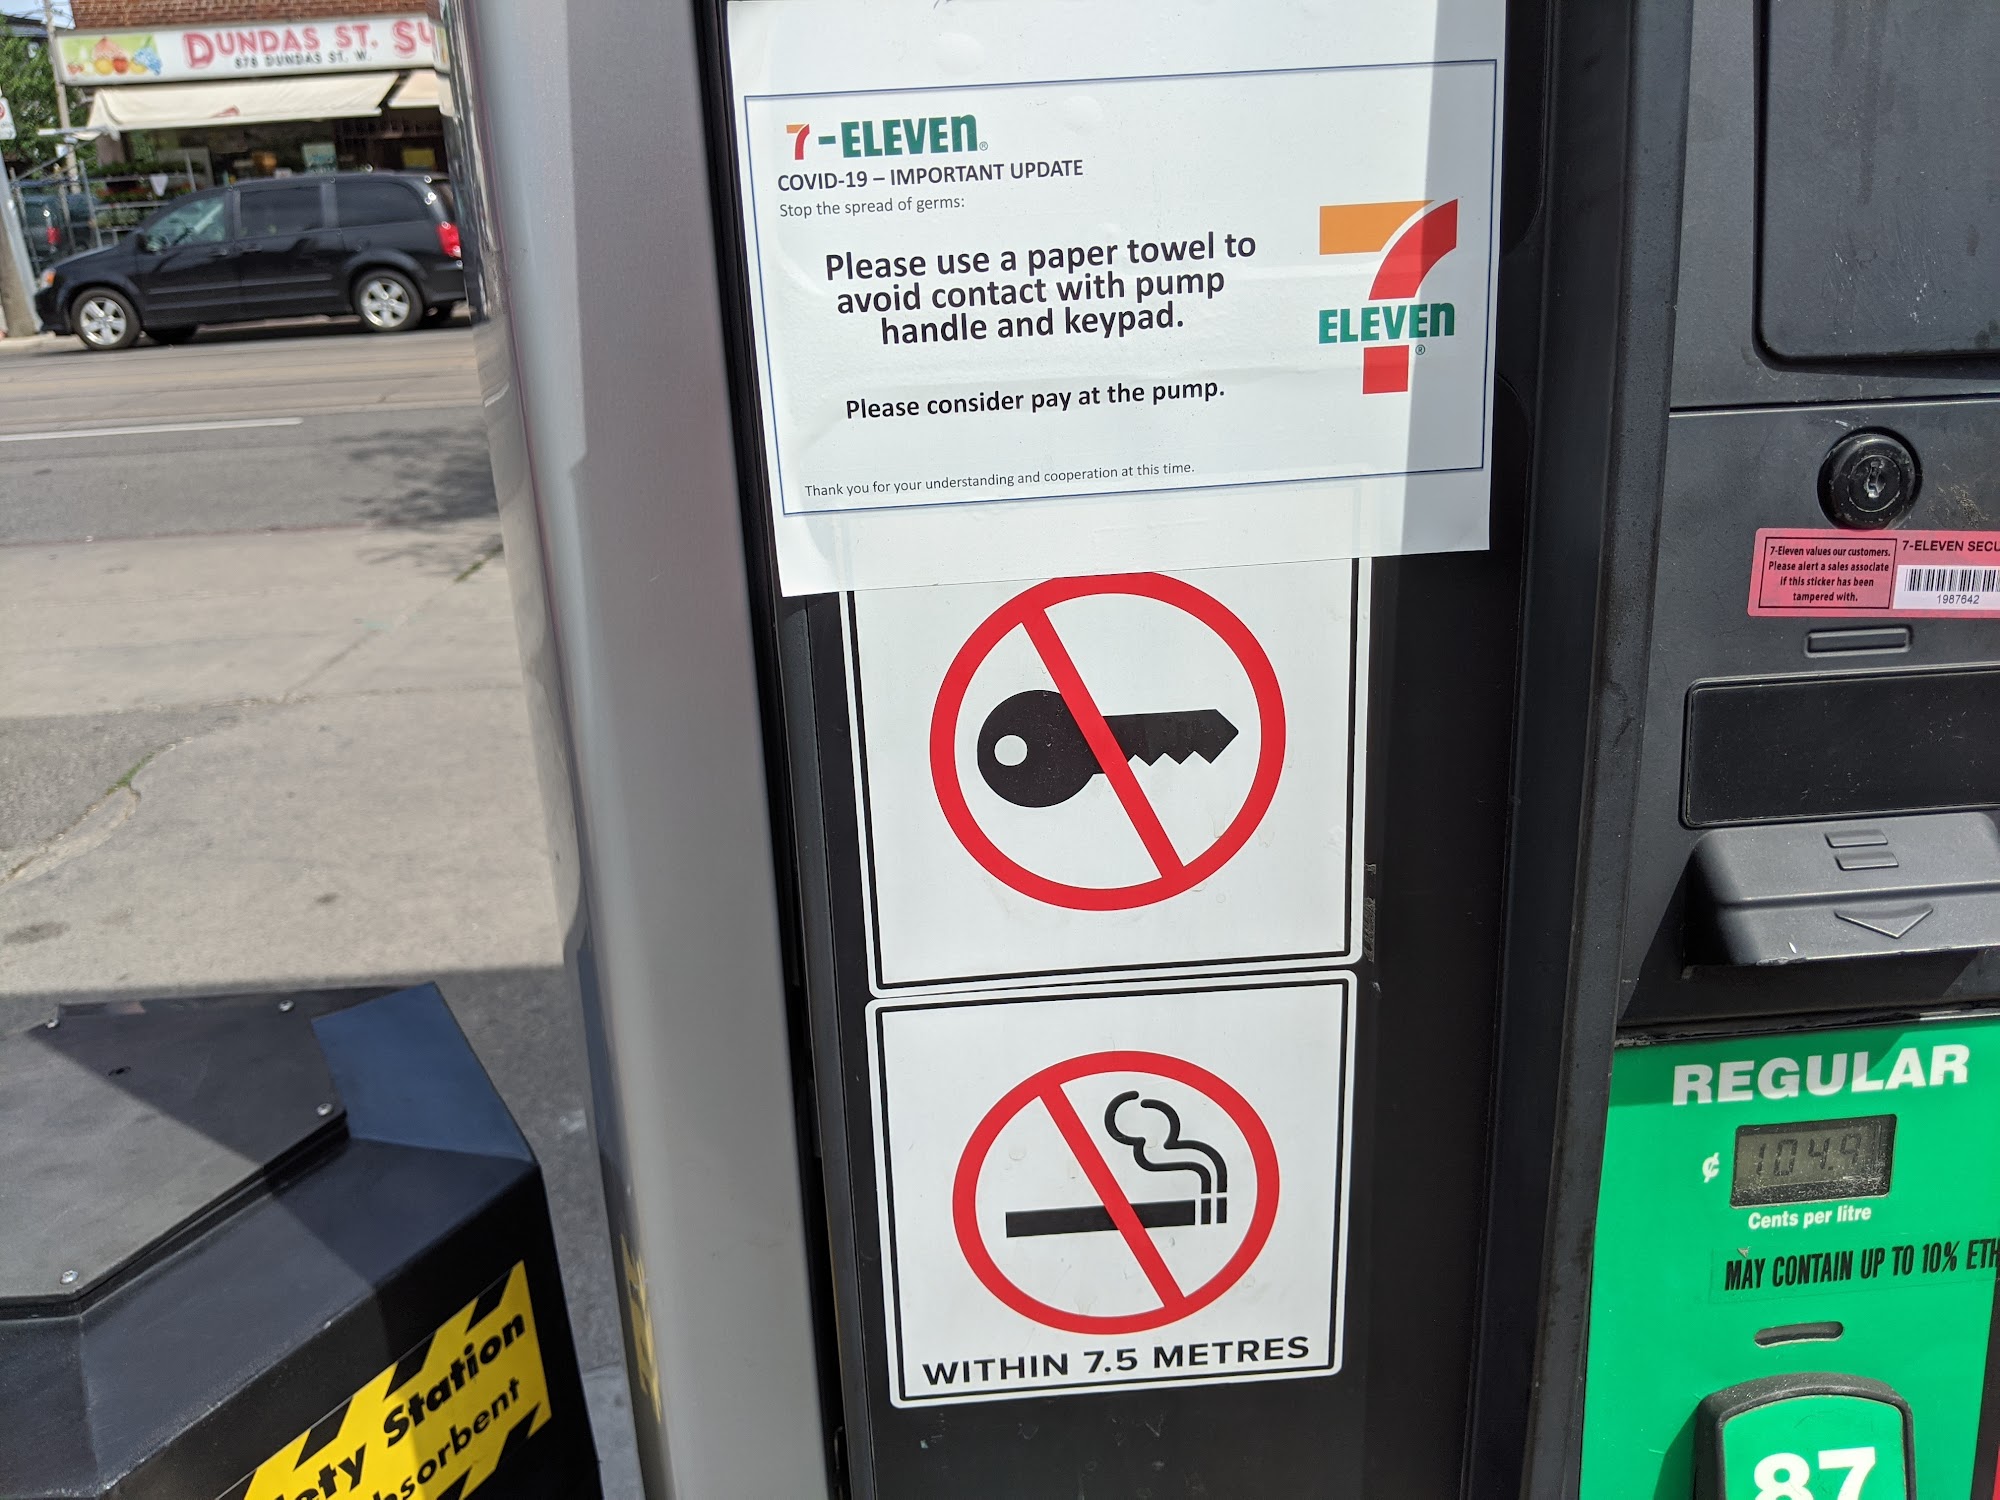 DUNDAS ST.
878 DUNDAS ST. W.
7-ELEVEN®
COVID-19 – IMPORTANT UPDATE
Stop the spread of germs:
Please use a paper towel to
avoid contact with pump
handle and keypad.
Please consider pay at the pump.
Thank you for your understanding and cooperation at this time.
7
ELEVEN
®
7-Eleven values our customers.
Please alert a sales associate
if this sticker has been
tampered with.
7-ELEVEN
1987642
WITHIN 7.5 METRES
REGULAR
¢ 104.9
Cents per litre
MAY CONTAIN UP TO 10%
87
Station